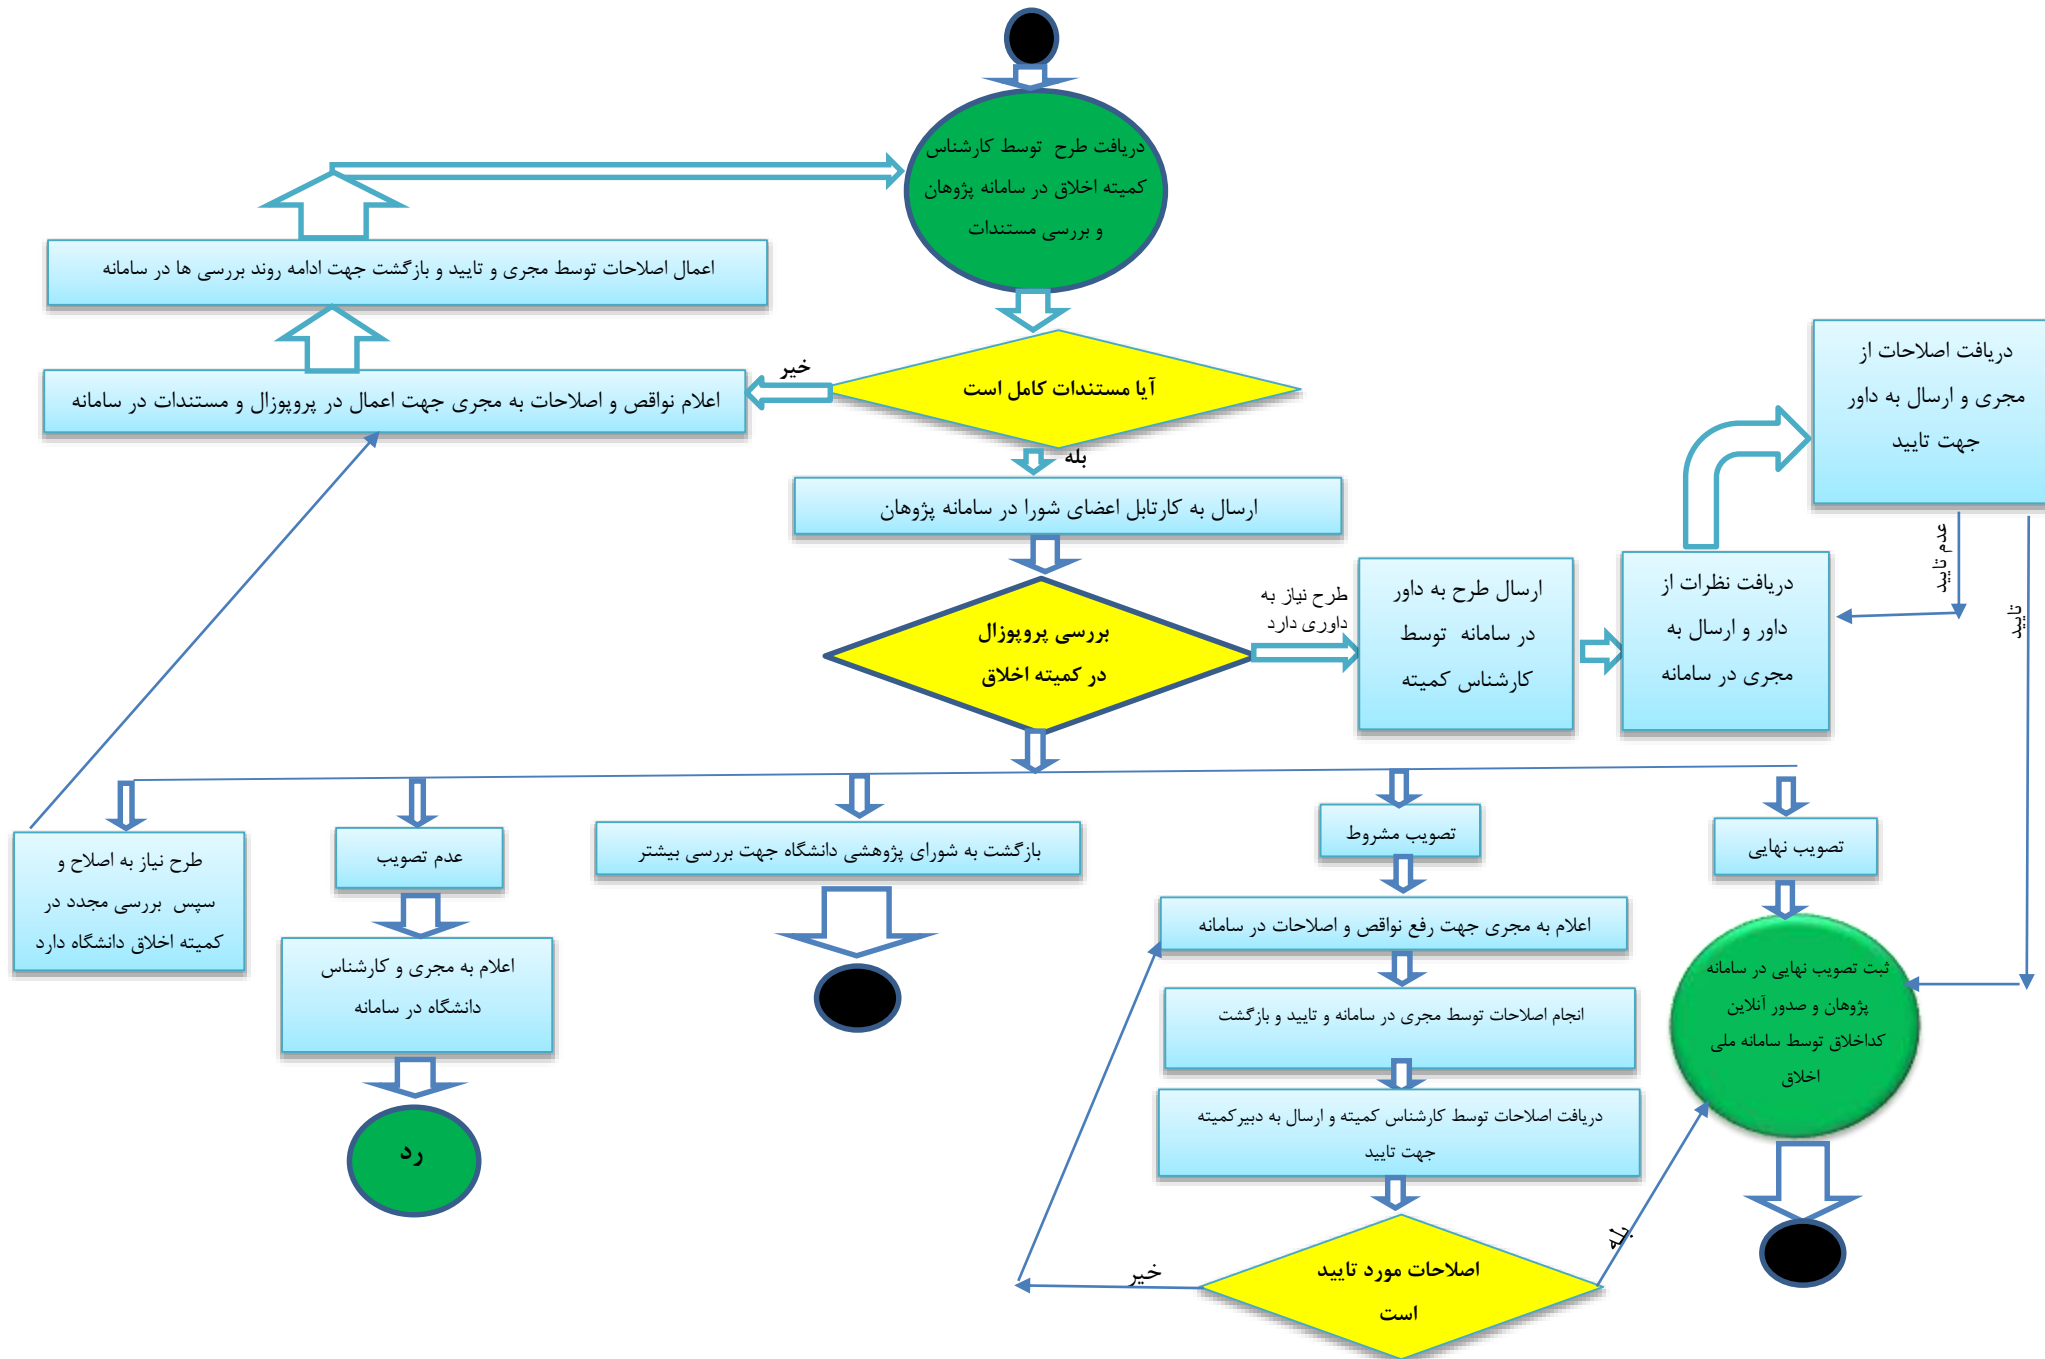 دریافت طرح توسط کارشناس
کمیته اخلاق در سامانه پژوهان
و بررسی مستندات
اعمال اصلاحات توسط مجری و تایید و بازگشت جهت ادامه روند بررسی ها در سامانه
آیا مستندات کامل است
خیر
اعلام نواقص و اصلاحات به مجری جهت اعمال در پروپوزال و مستندات در سامانه
بله
ارسال به کارتابل اعضای شورا در سامانه پژوهان
بررسی پروپوزال
در کمیته اخلاق
طرح نیاز به
داوری دارد
ارسال طرح به داور
در سامانه توسط
کارشناس کمیته
دریافت نظرات از
داور و ارسال به
مجری در سامانه
دریافت اصلاحات از
مجری و ارسال به داور
جهت تایید
عدم تایید
تایید
تصویب نهایی
ثبت تصویب نهایی در سامانه
پژوهان و صدور آنلاین
کداخلاق توسط سامانه ملی
اخلاق
تصویب مشروط
اعلام به مجری جهت رفع نواقص و اصلاحات در سامانه
انجام اصلاحات توسط مجری در سامانه و تایید و بازگشت
دریافت اصلاحات توسط کارشناس کمیته و ارسال به دبیرکمیته
جهت تایید
اصلاحات مورد تایید
است
بله
خیر
بازگشت به شورای پژوهشی دانشگاه جهت بررسی بیشتر
عدم تصویب
اعلام به مجری و کارشناس
دانشگاه در سامانه
رد
طرح نیاز به اصلاح و
سپس بررسی مجدد در
کمیته اخلاق دانشگاه دارد